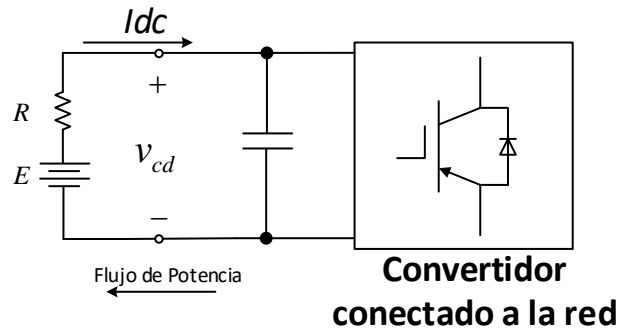 Idc
+
R
v_cd
E
−
Flujo de Potencia
Convertidor
conectado a la red